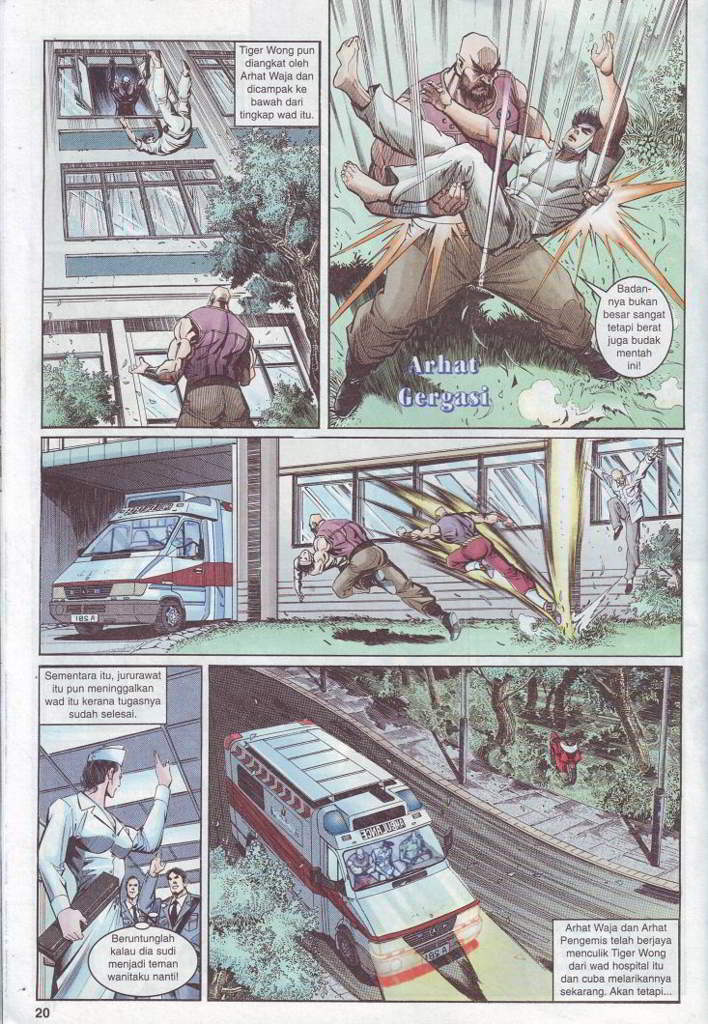 Tiger Wong pun
diangkat oleh
Arhat Waja dan
dicampak ke
bawah dari
tingkap wad itu.
Badan-
nya bukan
besar sangat
tetapi berat
juga budak
mentah
ini!
Arhat
Gergasi
Sementara itu, jururawat
itu pun meninggalkan
wad itu kerana tugasnya
sudah selesai.
Beruntunglah
kalau dia sudi
menjadi teman
wanitaku nanti!
Arhat Waja dan Arhat
Pengemis telah berjaya
menculik Tiger Wong
dari wad hospital itu
dan cuba melarikannya
sekarang. Akan tetapi...
20